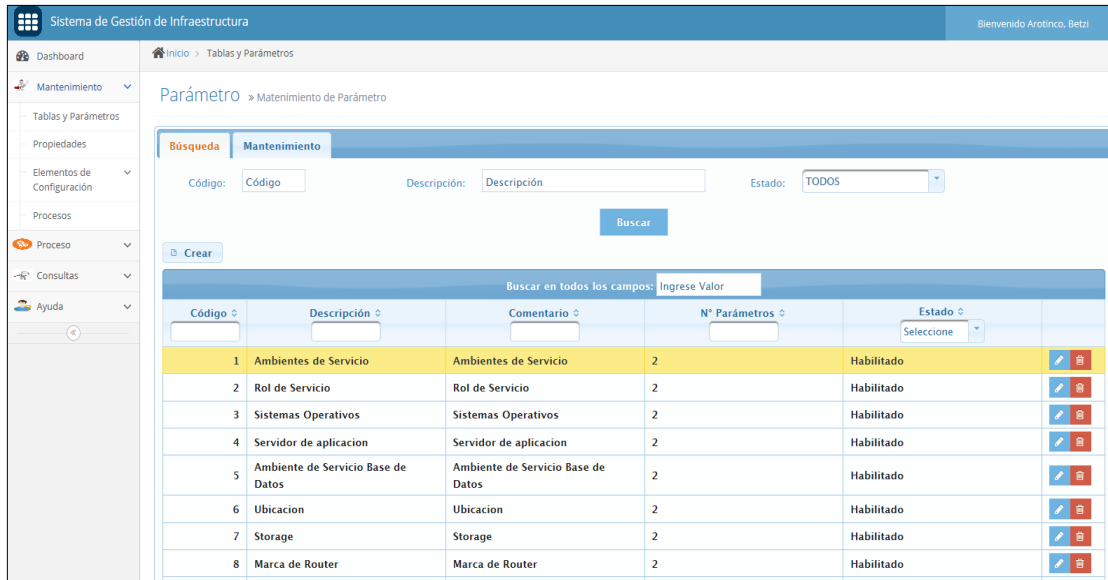 Sistema de Gestión de Infraestructura
Bienvenido Arotinco, Betzi
Dashboard
Inicio > Tablas y Parámetros
Mantenimiento
Parámetro » Matenimiento de Parámetro
Tablas y Parámetros
Propiedades
Elementos de Configuración
Procesos
Proceso
Consultas
Ayuda
Búsqueda Mantenimiento
Código: Código Descripción: Descripción Estado: TODOS
Buscar
Crear
Buscar en todos los campos: Ingrese Valor
Código Descripción Comentario N° Parámetros Estado
Seleccione
1 Ambientes de Servicio Ambientes de Servicio 2 Habilitado
2 Rol de Servicio Rol de Servicio 2 Habilitado
3 Sistemas Operativos Sistemas Operativos 2 Habilitado
4 Servidor de aplicacion Servidor de aplicacion 2 Habilitado
5 Ambiente de Servicio Base de Datos Ambiente de Servicio Base de Datos 2 Habilitado
6 Ubicacion Ubicacion 2 Habilitado
7 Storage Storage 2 Habilitado
8 Marca de Router Marca de Router 2 Habilitado